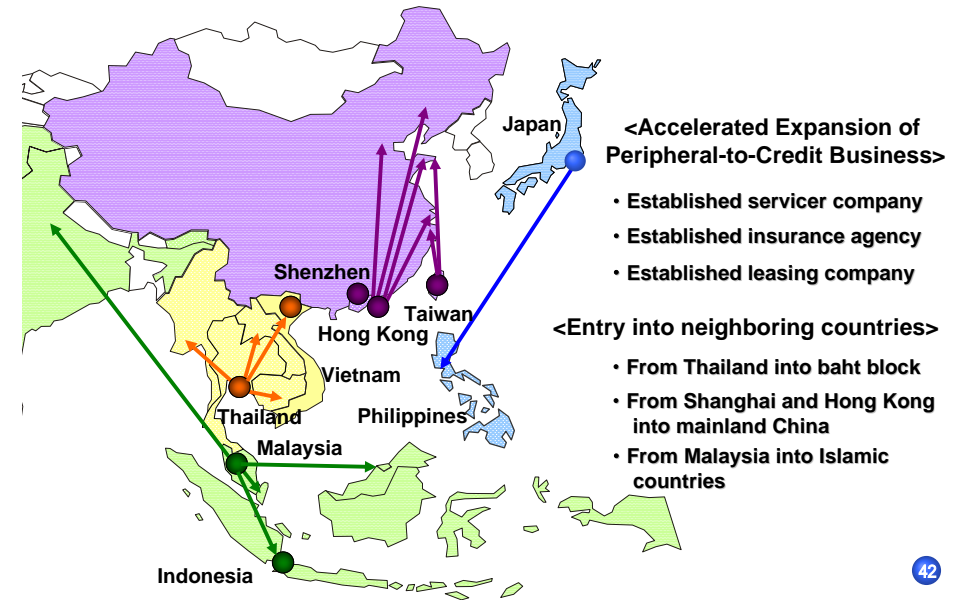 Japan
Shenzhen
Hong Kong
Taiwan
Vietnam
Thailand
Philippines
Malaysia
Indonesia
<Accelerated Expansion of
Peripheral-to-Credit Business>
・Established servicer company
・Established insurance agency
・Established leasing company
<Entry into neighboring countries>
・From Thailand into baht block
・From Shanghai and Hong Kong
into mainland China
・From Malaysia into Islamic
countries
42